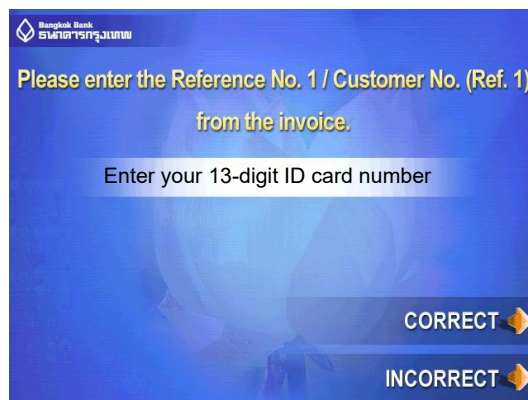 Bangkok Bank
ธนาคารกรุงเทพ
Please enter the Reference No. 1 / Customer No. (Ref. 1)
from the invoice.
Enter your 13-digit ID card number
CORRECT
INCORRECT